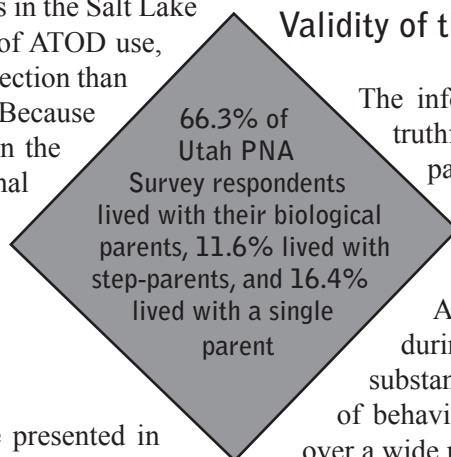 s in the Salt Lake
of ATOD use,
ection than
Because
n the
nal
presented in
66.3% of
Utah PNA
Survey respondents
lived with their biological
parents, 11.6% lived with
step-parents, and 16.4%
lived with a single
parent
Validity of t
The inf
truthf
pa
A
durin
substan
of behavi
over a wide